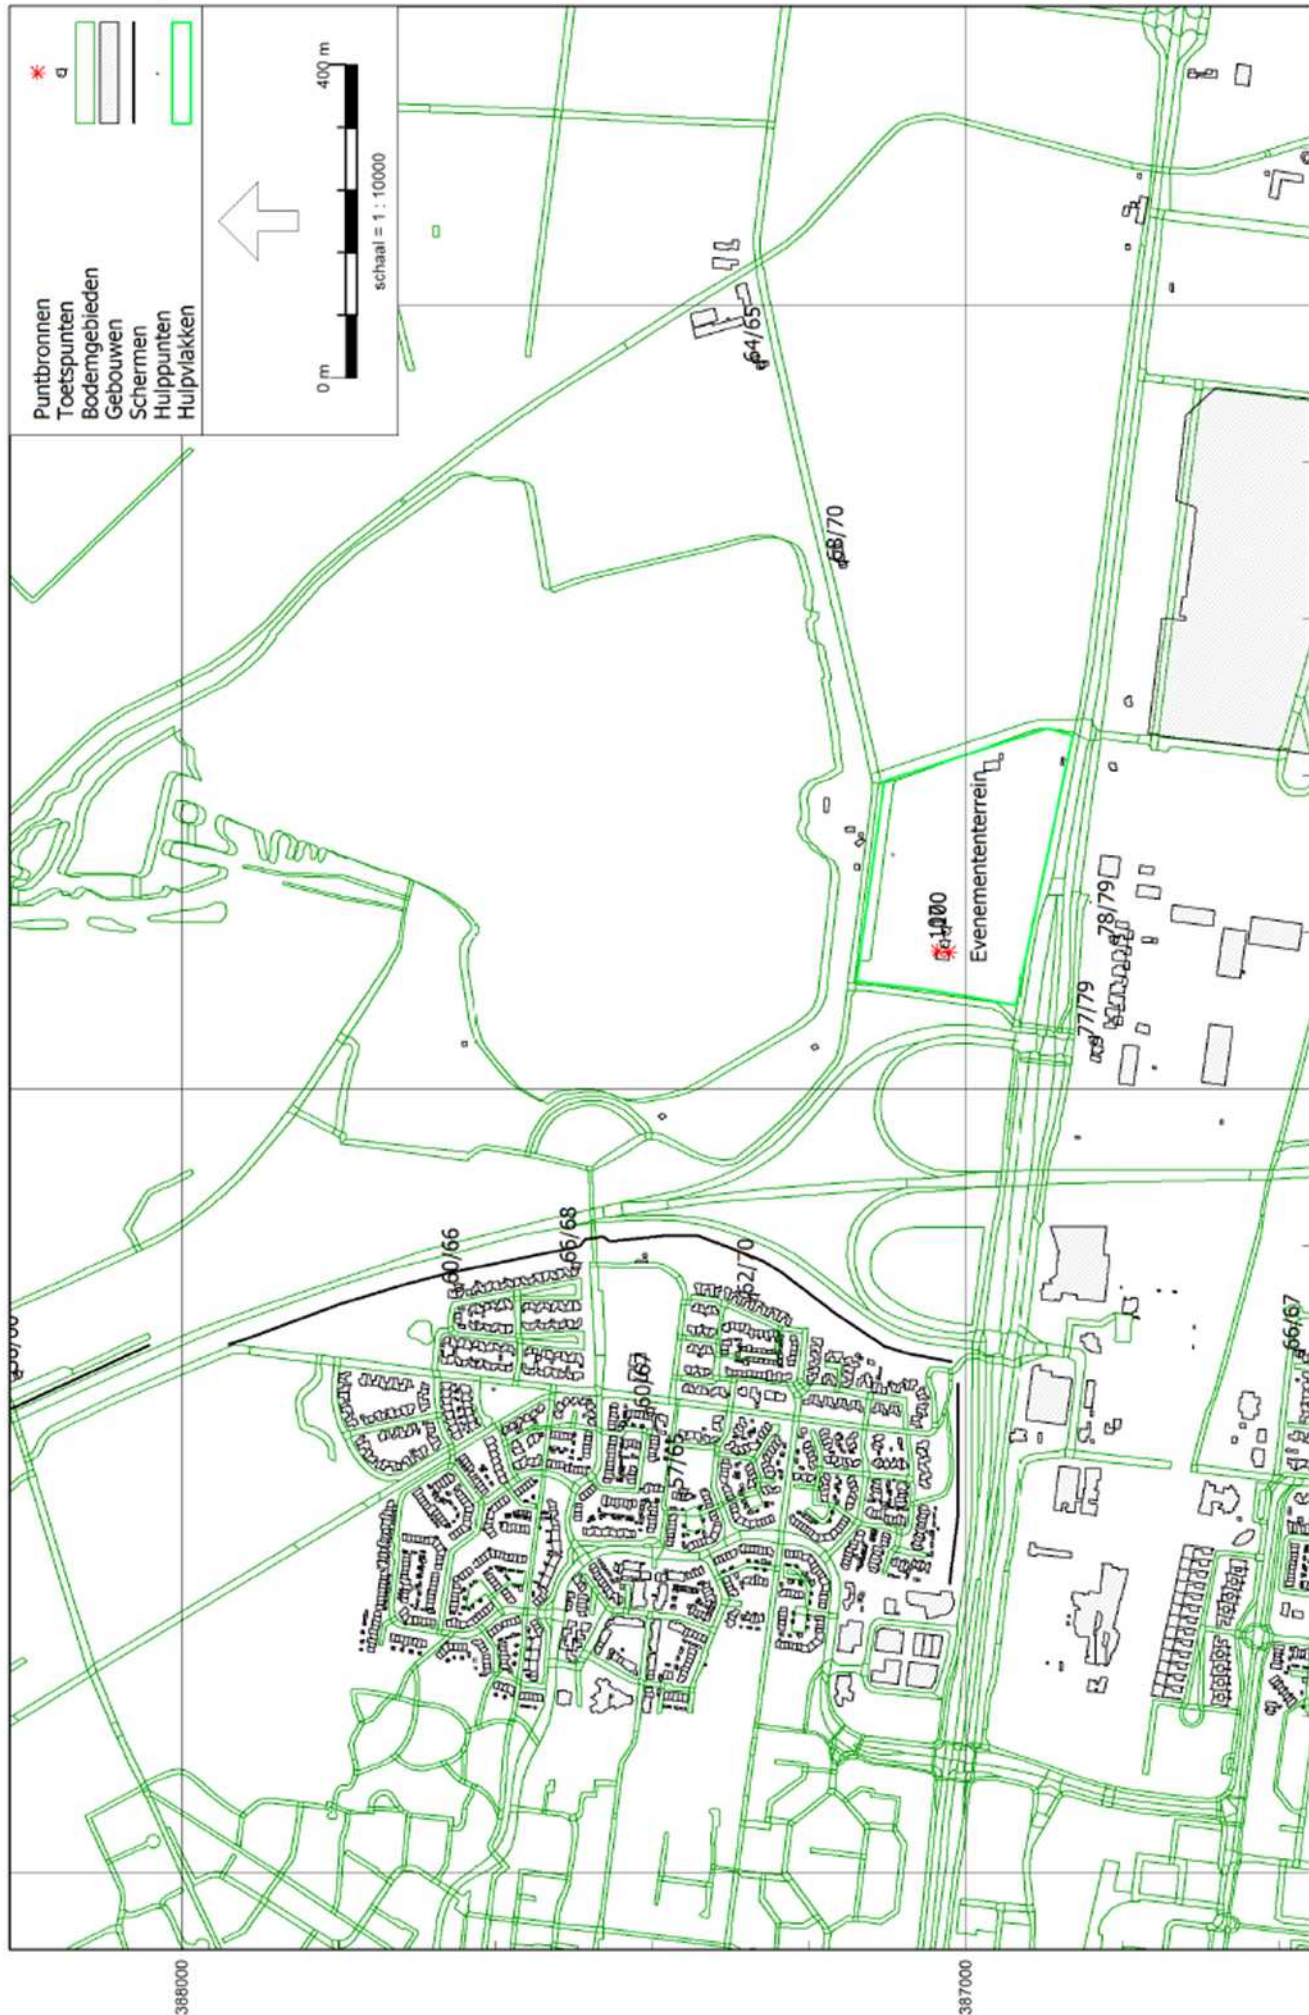 Puntbronnen
Toetspunten
Bodemgebieden
Gebouwen
Schermen
Hulppunten
Hulpvlakken
0 m
400 m
schaal = 1 : 10000
64/65
68/70
Evenemententerrein
78/79
77/79
60/66
66/68
62/70
60/67
57/65
66/67
388000
387000